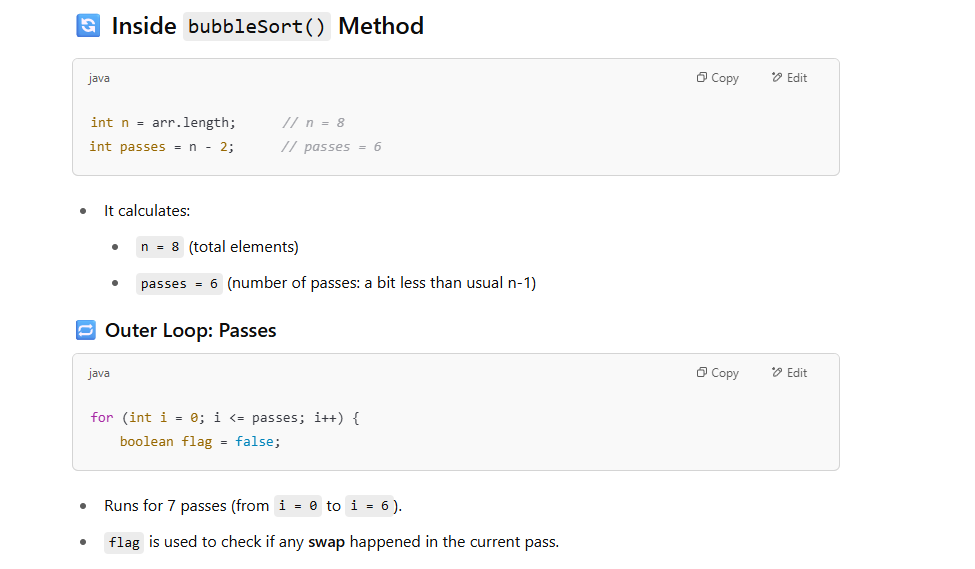 Inside bubbleSort() Method
java Copy Edit
int n = arr.length; // n = 8
int passes = n - 2; // passes = 6
It calculates:
n = 8 (total elements)
passes = 6 (number of passes: a bit less than usual n-1)
Outer Loop: Passes
java Copy Edit
for (int i = 0; i <= passes; i++) {
boolean flag = false;
Runs for 7 passes (from i = 0 to i = 6).
flag is used to check if any swap happened in the current pass.